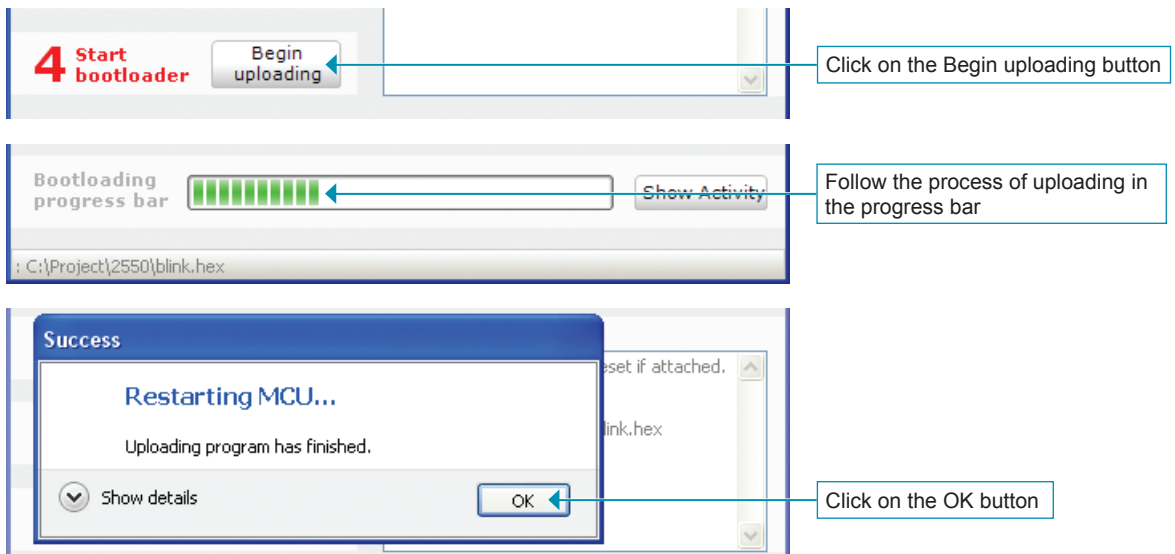 4 Start bootloader
Begin uploading
Click on the Begin uploading button
Bootloading progress bar
Show Activity
Follow the process of uploading in
the progress bar
: C:\Project\2550\blink.hex
Success
eset if attached.
Restarting MCU...
link.hex
Uploading program has finished.
Show details
OK
Click on the OK button